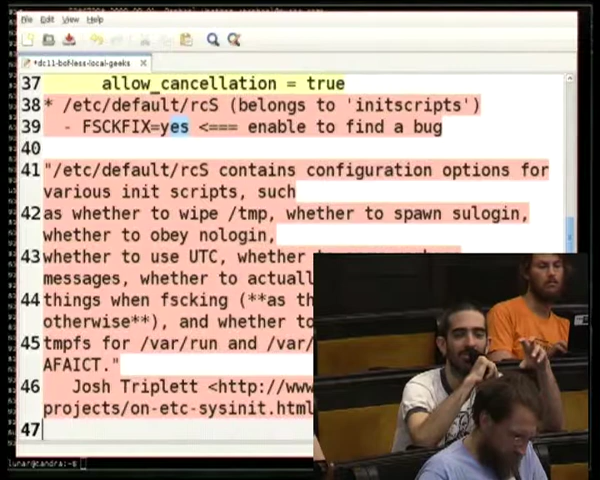 File Edit View Help
*dc11-bof-less-local-geeks
37 allow_cancellation = true
38 * /etc/default/rcS (belongs to 'initscripts')
39 - FSCKFIX=yes <=== enable to find a bug
40
41 "/etc/default/rcS contains configuration options for
various init scripts, such
42 as whether to wipe /tmp, whether to spawn sulogin,
whether to obey nologin,
43 whether to use UTC, whether
messages, whether to actuall
44 things when fscking (**as th
otherwise**), and whether to
45 tmpfs for /var/run and /var/
AFAICT."
46 Josh Triplett <http://www
projects/on-etc-sysinit.html
47
lunar@candra:~$